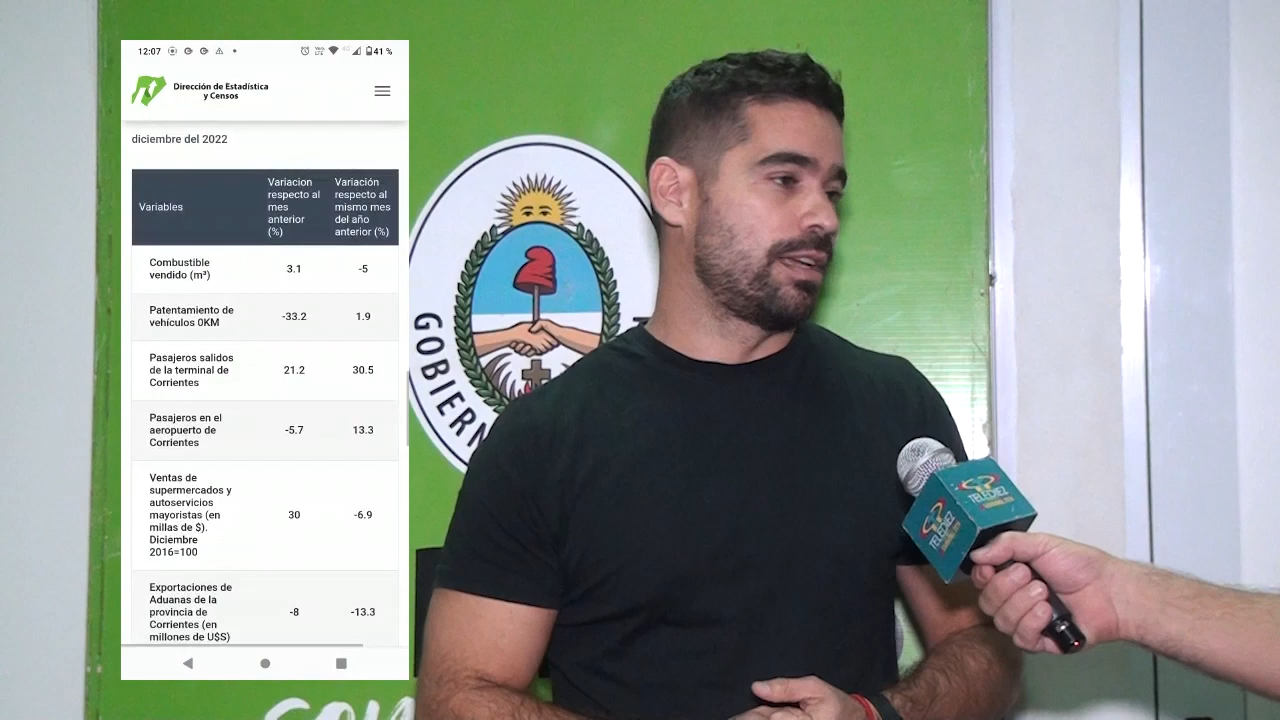 12:07
41 %
Dirección de Estadística
y Censos
diciembre del 2022
Variables
Variacion
respecto al
mes
anterior
(%)
Variación
respecto al
mismo mes
del año
anterior (%)
Combustible
vendido (m³)
3.1
-5
Patentamiento de
vehículos 0KM
-33.2
1.9
Pasajeros salidos
de la terminal de
Corrientes
21.2
30.5
Pasajeros en el
aeropuerto de
Corrientes
-5.7
13.3
Ventas de
supermercados y
autoservicios
mayoristas (en
millas de $).
Diciembre
2016=100
30
-6.9
Exportaciones de
Aduanas de la
provincia de
Corrientes (en
millones de U$S)
-8
-13.3
GOBIERN
TELEDIEZ
TELEDIEZ